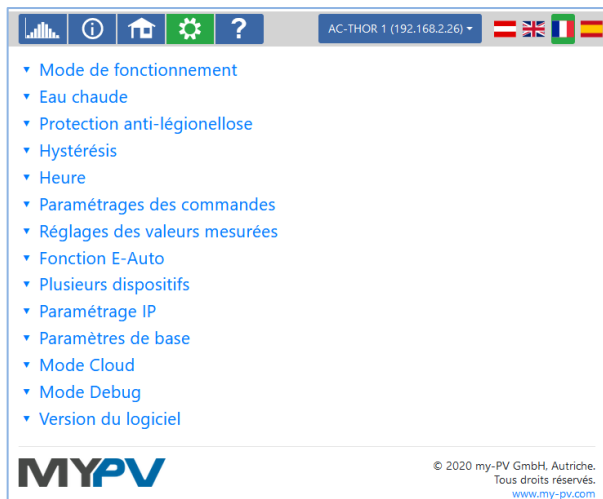 ?
AC-THOR 1 (192.168.2.26)
Mode de fonctionnement
Eau chaude
Protection anti-légionellose
Hystérésis
Heure
Paramétrages des commandes
Réglages des valeurs mesurées
Fonction E-Auto
Plusieurs dispositifs
Paramétrage IP
Paramètres de base
Mode Cloud
Mode Debug
Version du logiciel
MYPV
© 2020 my-PV GmbH, Autriche.
Tous droits réservés.
www.my-pv.com